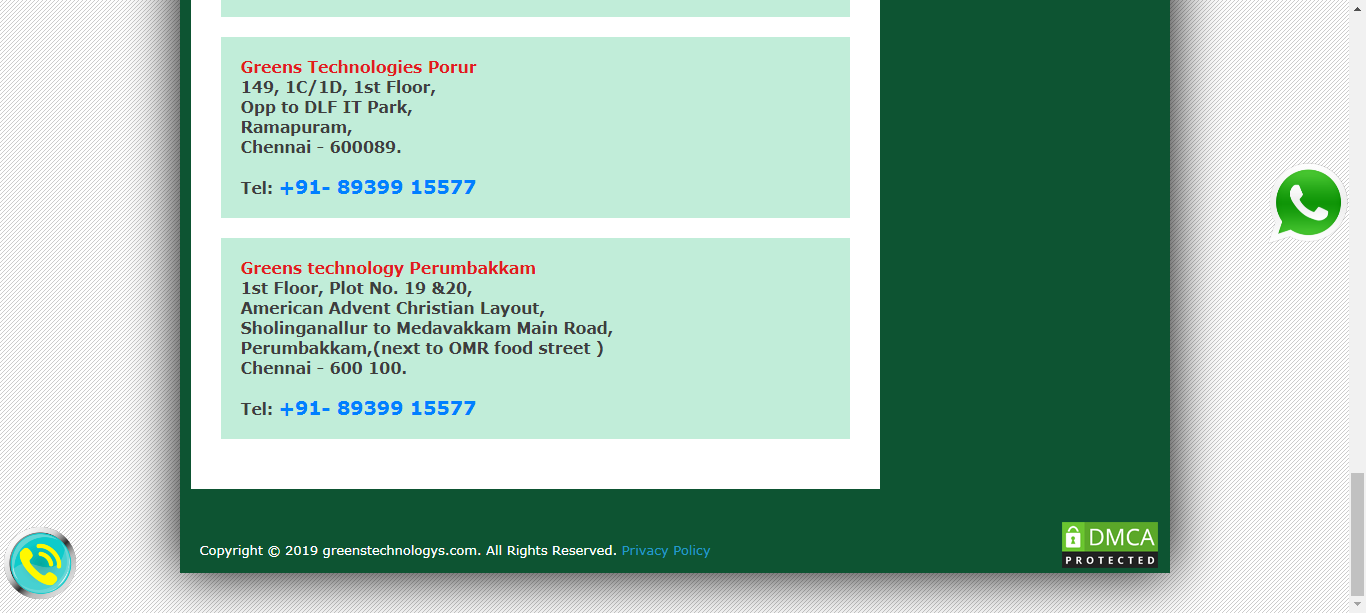 Greens Technologies Porur
149, 1C/1D, 1st Floor,
Opp to DLF IT Park,
Ramapuram,
Chennai - 600089.
Tel: +91- 89399 15577
Greens technology Perumbakkam
1st Floor, Plot No. 19 &20,
American Advent Christian Layout,
Sholinganallur to Medavakkam Main Road,
Perumbakkam,(next to OMR food street )
Chennai - 600 100.
Tel: +91- 89399 15577
Copyright © 2019 greenstechnologys.com. All Rights Reserved. Privacy Policy
DMCA
PROTECTED